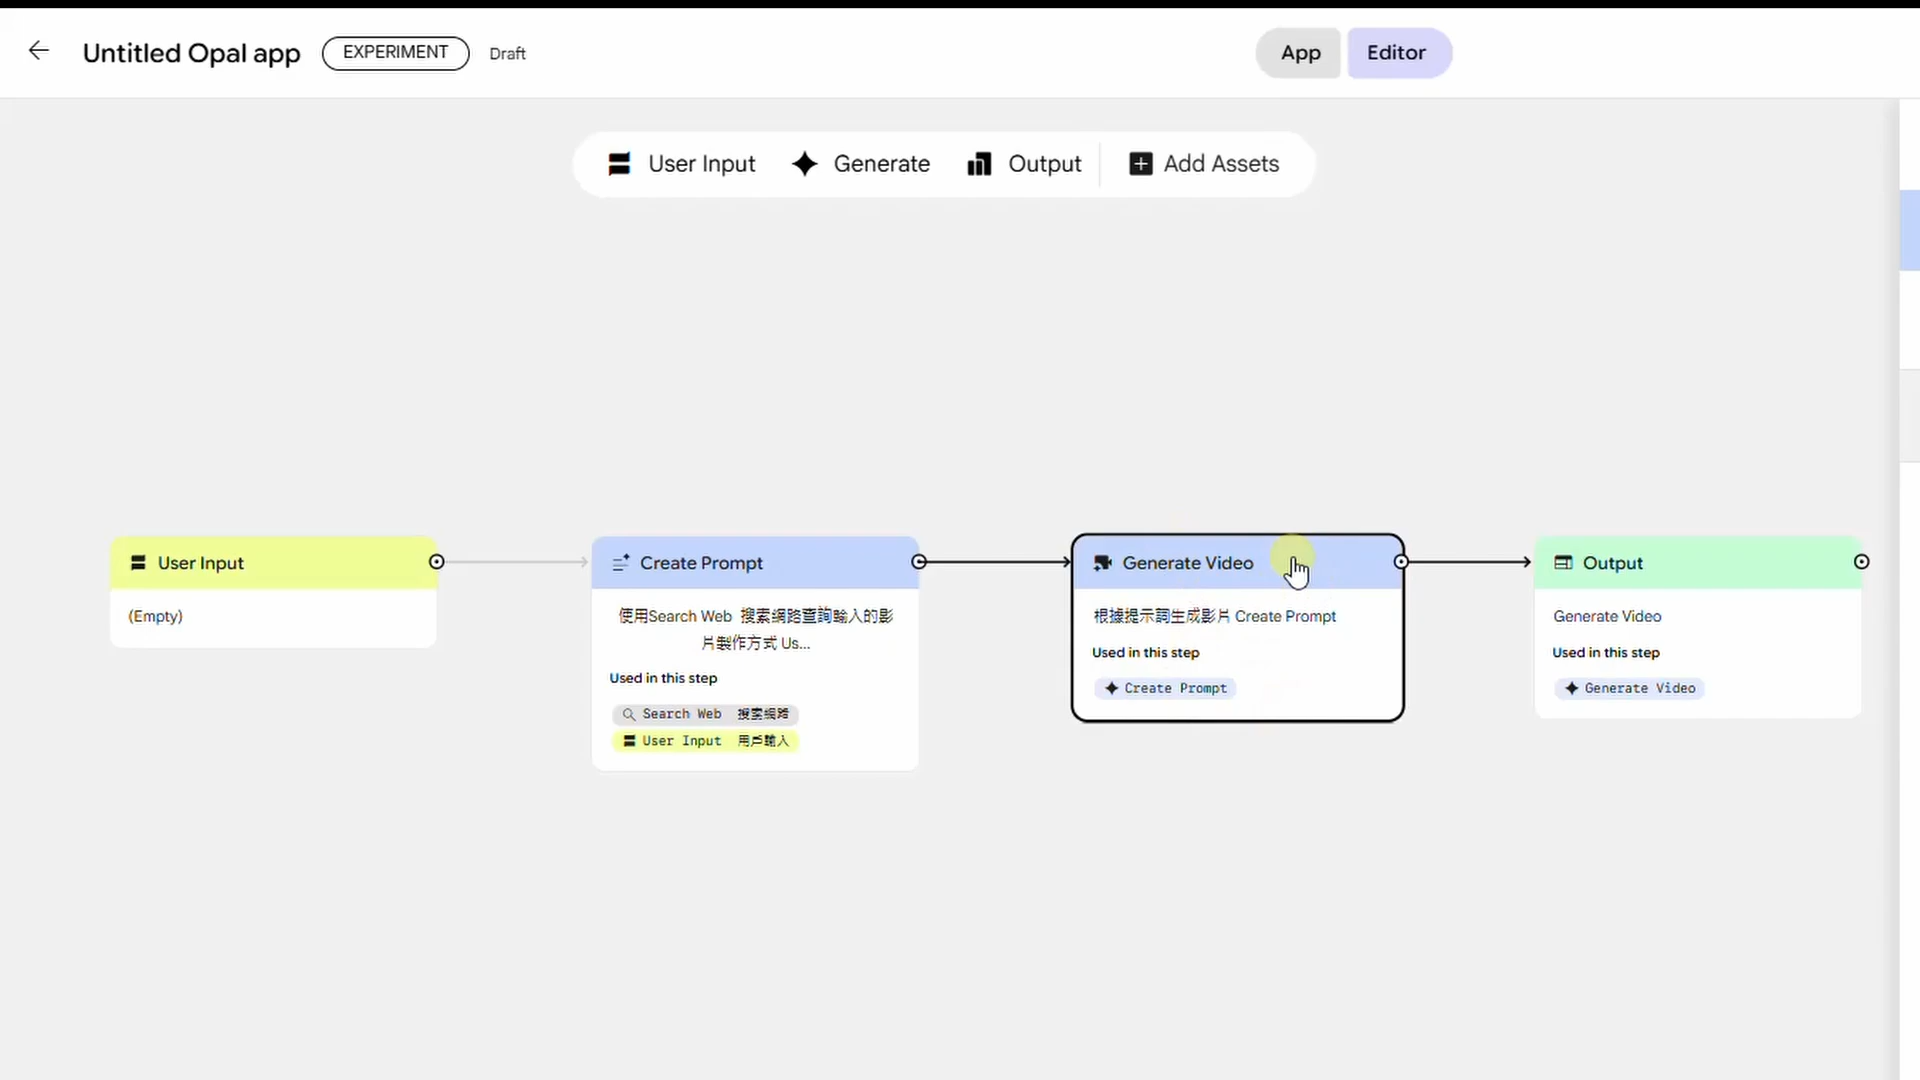 Untitled Opal app
EXPERIMENT
Draft
App
Editor
User Input
Generate
Output
Add Assets
User Input
(Empty)
Create Prompt
使用Search Web 搜索網路查詢輸入的影
片製作方式 Us...
Used in this step
Search Web 搜索網路
User Input 用戶輸入
Generate Video
根據提示詞生成影片 Create Prompt
Used in this step
Create Prompt
Output
Generate Video
Used in this step
Generate Video